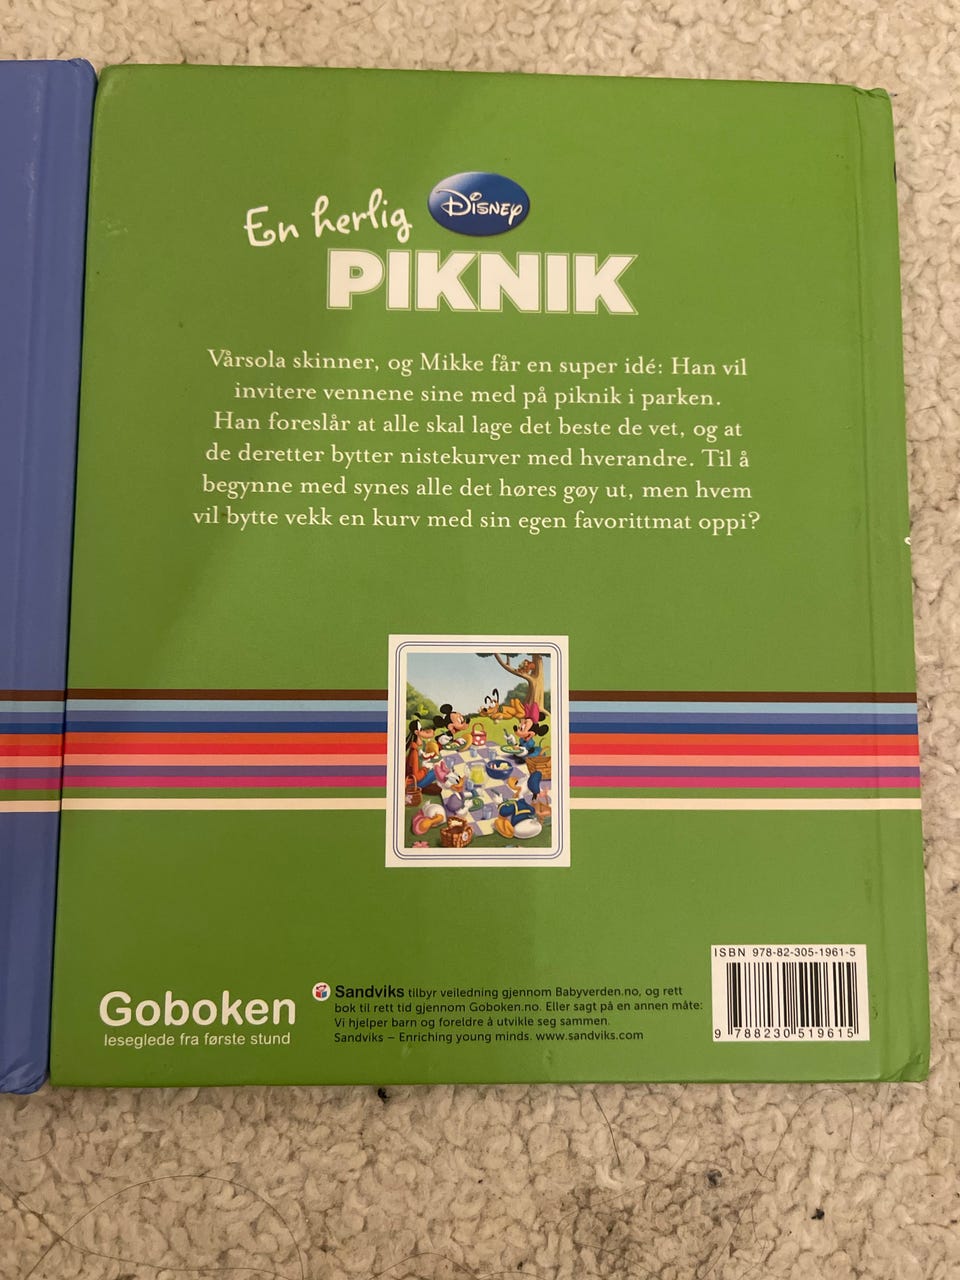 En herlig
Disney
PIKNIK
Vårsola skinner, og Mikke får en super idé: Han vil
invitere vennene sine med på piknik i parken.
Han foreslår at alle skal lage det beste de vet, og at
de deretter bytter nistekurver med hverandre. Til å
begynne med synes alle det høres gøy ut, men hvem
vil bytte vekk en kurv med sin egen favorittmat oppi?
ISBN 978-82-305-1961-5
9 788230 519615
Goboken
leseglede fra første stund
Sandviks tilbyr veiledning gjennom Babyverden.no, og rett
bok til rett tid gjennom Goboken.no. Eller sagt på en annen måte:
Vi hjelper barn og foreldre å utvikle seg sammen.
Sandviks – Enriching young minds. www.sandviks.com